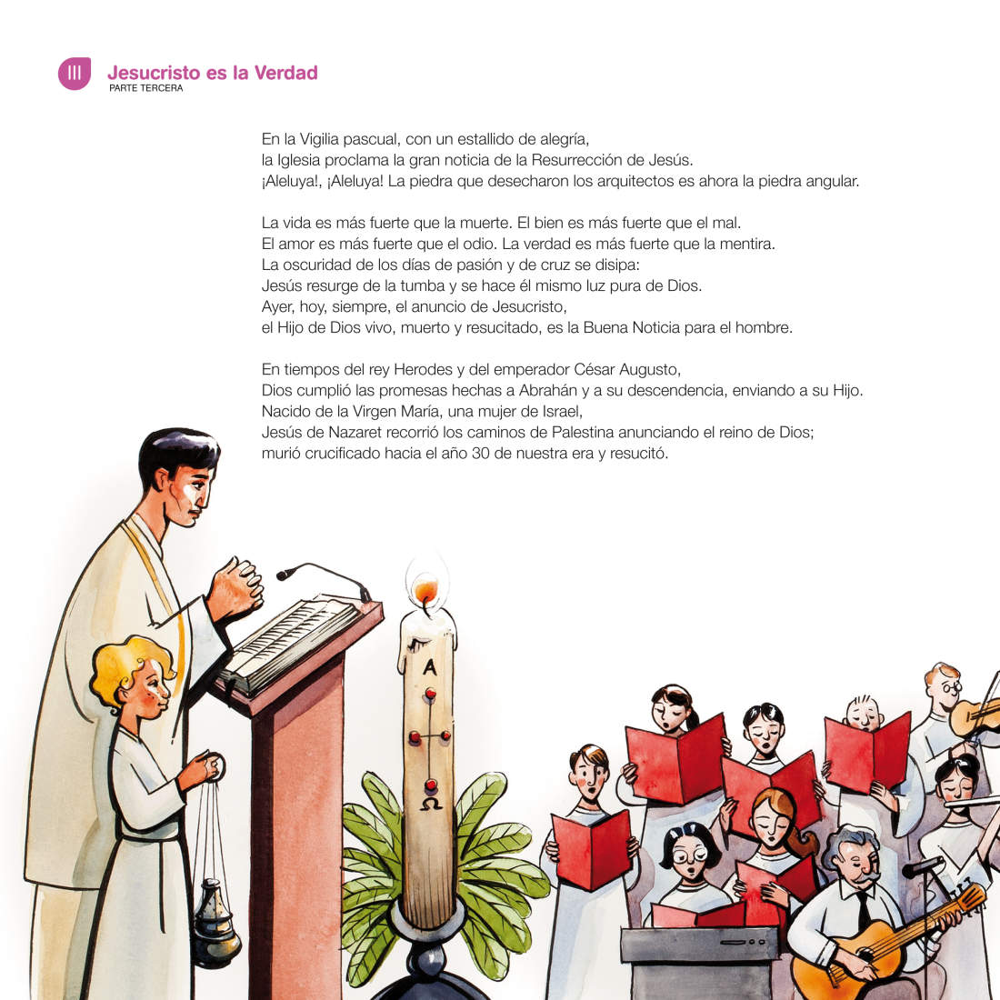 III
Jesucristo es la Verdad
PARTE TERCERA
En la Vigilia pascual, con un estallido de alegría,
la Iglesia proclama la gran noticia de la Resurrección de Jesús.
¡Aleluya!, ¡Aleluya! La piedra que desecharon los arquitectos es ahora la piedra angular.
La vida es más fuerte que la muerte. El bien es más fuerte que el mal.
El amor es más fuerte que el odio. La verdad es más fuerte que la mentira.
La oscuridad de los días de pasión y de cruz se disipa:
Jesús resurge de la tumba y se hace él mismo luz pura de Dios.
Ayer, hoy, siempre, el anuncio de Jesucristo,
el Hijo de Dios vivo, muerto y resucitado, es la Buena Noticia para el hombre.
En tiempos del rey Herodes y del emperador César Augusto,
Dios cumplió las promesas hechas a Abrahán y a su descendencia, enviando a su Hijo.
Nacido de la Virgen María, una mujer de Israel,
Jesús de Nazaret recorrió los caminos de Palestina anunciando el reino de Dios;
murió crucificado hacia el año 30 de nuestra era y resucitó.
Α
Ω